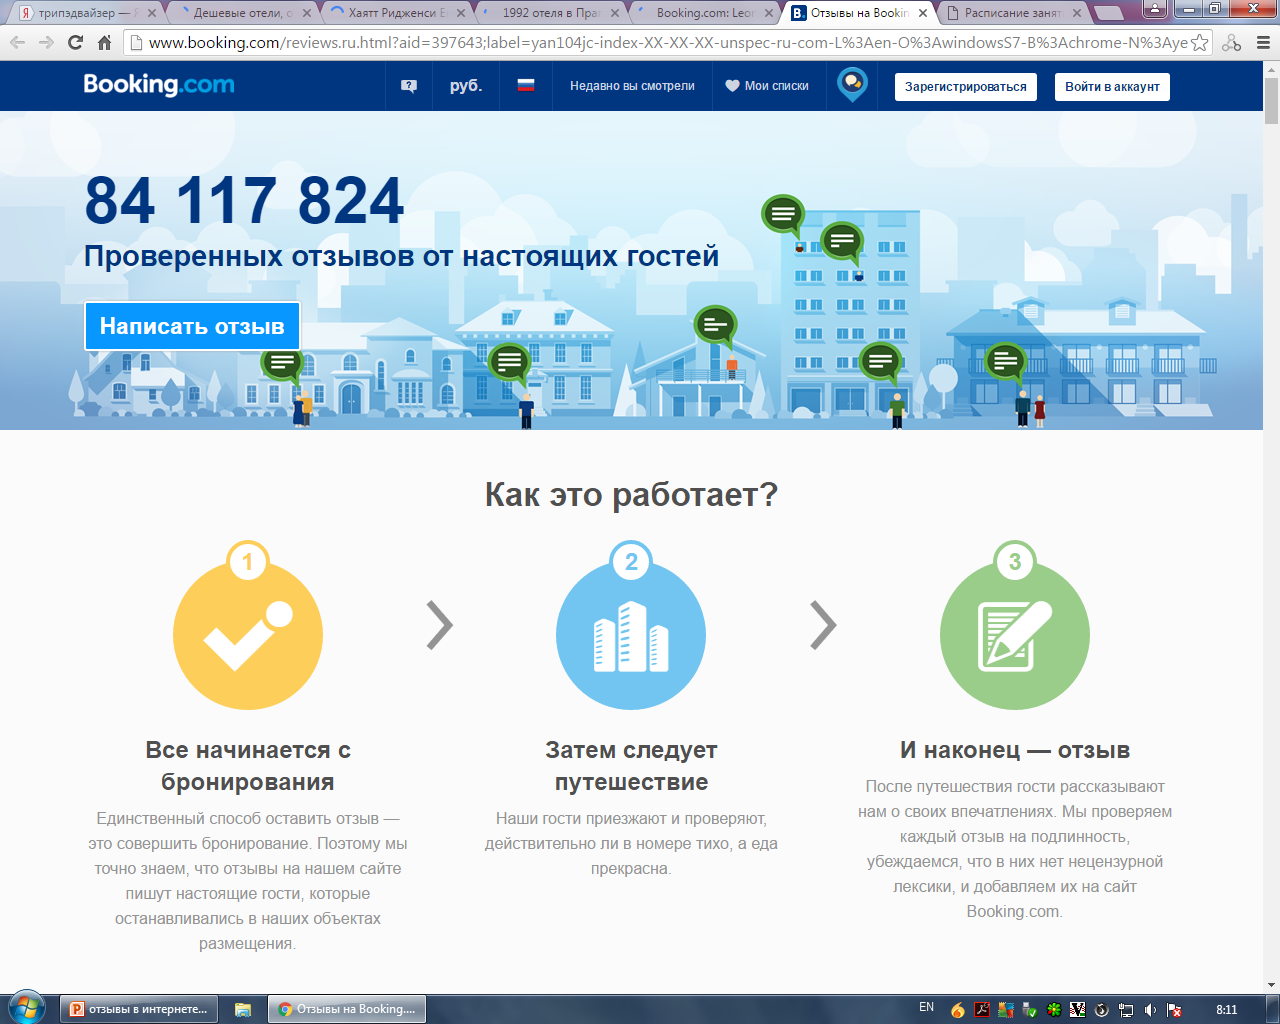 трипэдвайзер — Я
Дешевые отели, о
Хаятт Ридженси Е
1992 отеля в Праг
Booking.com: Leon
Отзывы на Bookin
Расписание занят
www.booking.com/reviews.ru.html?aid=397643;label=yan104jc-index-XX-XX-XX-unspec-ru-com-L%3Aen-O%3AwindowsS7-B%3Achrome-N%3Aye
Booking.com
руб.
Недавно вы смотрели
Мои списки
Зарегистрироваться
Войти в аккаунт
84 117 824
Проверенных отзывов от настоящих гостей
Написать отзыв
Как это работает?
1
2
3
Все начинается с
бронирования
Единственный способ оставить отзыв —
это совершить бронирование. Поэтому мы
точно знаем, что отзывы на нашем сайте
пишут настоящие гости, которые
останавливались в наших объектах
размещения.
Затем следует
путешествие
Наши гости приезжают и проверяют,
действительно ли в номере тихо, а еда
прекрасна.
И наконец — отзыв
После путешествия гости рассказывают
нам о своих впечатлениях. Мы проверяем
каждый отзыв на подлинность,
убеждаемся, что в них нет нецензурной
лексики, и добавляем их на сайт
Booking.com.
отзывы в интернете...
Отзывы на Booking....
EN
8:11